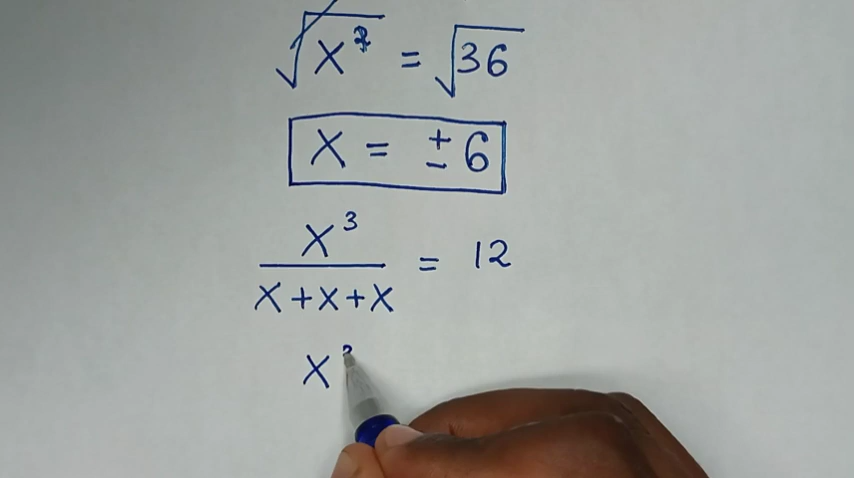 √x² = √36
x = ±6
x³ / x+x+x = 12
x